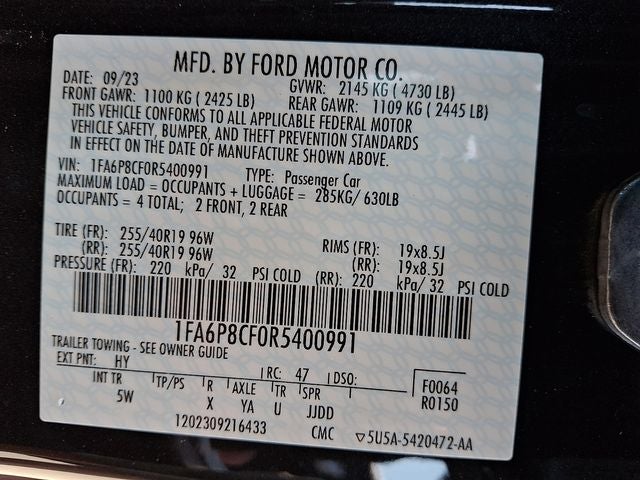 MFD. BY FORD MOTOR CO.
DATE: 09/23 GVWR: 2145 KG ( 4730 LB)
FRONT GAWR: 1100 KG ( 2425 LB) REAR GAWR: 1109 KG ( 2445 LB)
THIS VEHICLE CONFORMS TO ALL APPLICABLE FEDERAL MOTOR
VEHICLE SAFETY, BUMPER, AND THEFT PREVENTION STANDARDS
IN EFFECT ON THE DATE OF MANUFACTURE SHOWN ABOVE.
VIN: 1FA6P8CF0R5400991 TYPE: Passenger Car
MAXIMUM LOAD = OCCUPANTS + LUGGAGE = 285KG/ 630LB
OCCUPANTS = 4 TOTAL; 2 FRONT, 2 REAR
TIRE (FR): 255/40R19 96W RIMS (FR): 19x8.5J
(RR): 255/40R19 96W (RR): 19x8.5J
PRESSURE (FR): 220 kPa/ 32 PSI COLD (RR): 220 kPa/ 32 PSI COLD
1FA6P8CF0R5400991
TRAILER TOWING - SEE OWNER GUIDE
EXT PNT: HY RC: 47 DSO: F0064
INT TR TP/PS R AXLE TR SPR R0150
5W X YA U JJDD
1202309216433 CMC ▽5U5A-5420472-AA